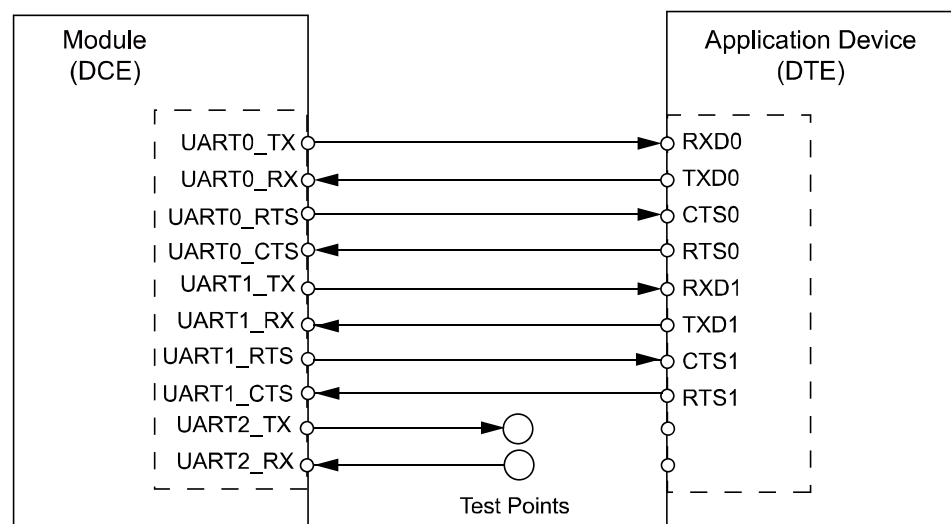 Module
(DCE)
Application Device
(DTE)
UART0_TX
RXD0
UART0_RX
TXD0
UART0_RTS
CTS0
UART0_CTS
RTS0
UART1_TX
RXD1
UART1_RX
TXD1
UART1_RTS
CTS1
UART1_CTS
RTS1
UART2_TX
UART2_RX
Test Points